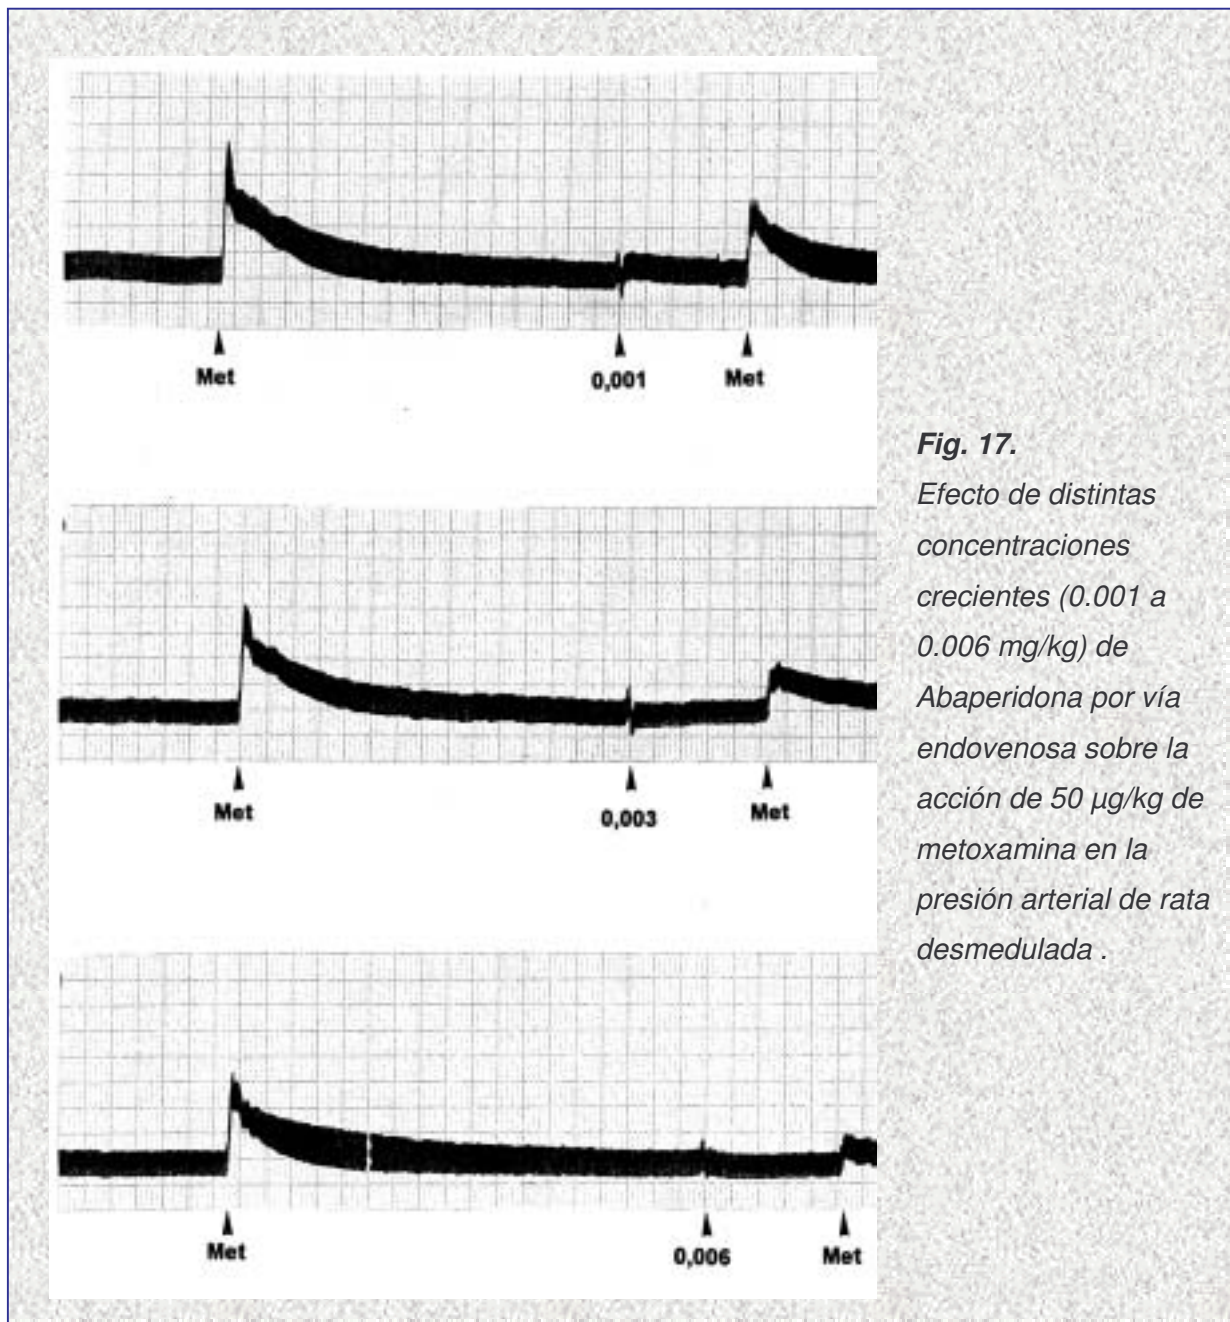 Met
0,001
Met
Met
0,003
Met
Met
0,006
Met
Fig. 17.
Efecto de distintas
concentraciones
crecientes (0.001 a
0.006 mg/kg) de
Abaperidona por vía
endovenosa sobre la
acción de 50 µg/kg de
metoxamina en la
presión arterial de rata
desmedulada .